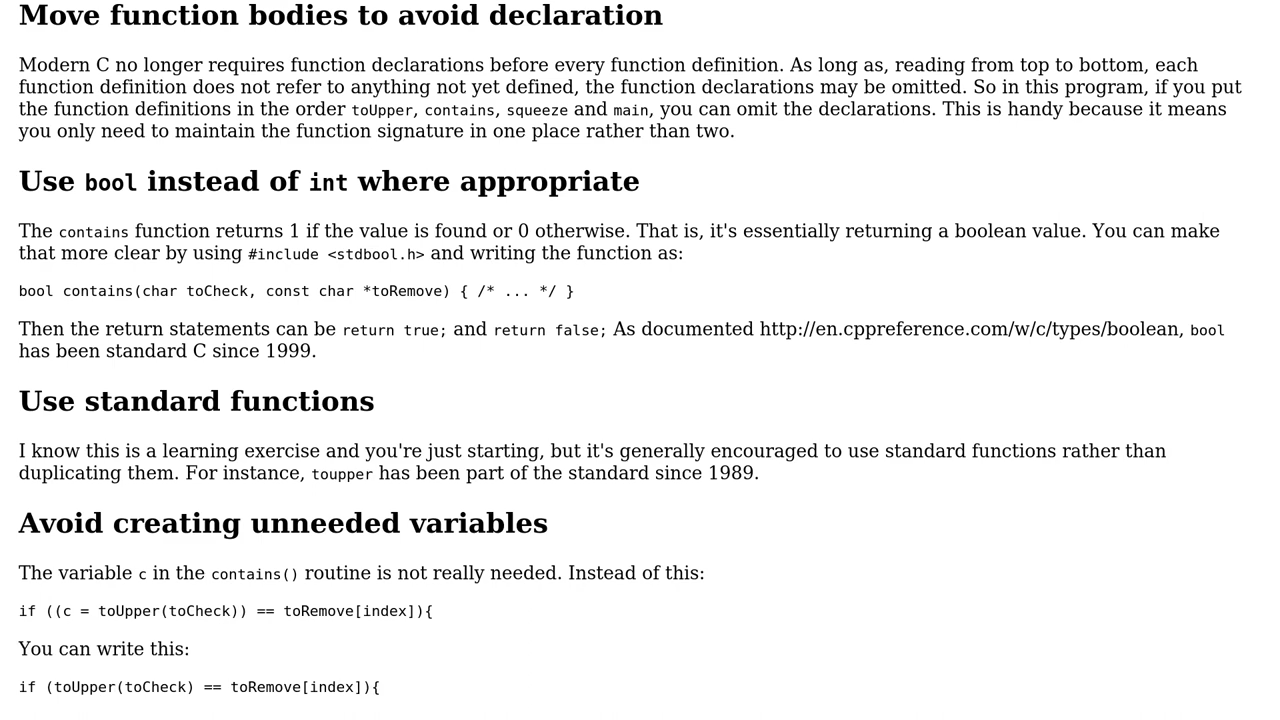 Move function bodies to avoid declaration
Modern C no longer requires function declarations before every function definition. As long as, reading from top to bottom, each
function definition does not refer to anything not yet defined, the function declarations may be omitted. So in this program, if you put
the function definitions in the order toUpper, contains, squeeze and main, you can omit the declarations. This is handy because it means
you only need to maintain the function signature in one place rather than two.
Use bool instead of int where appropriate
The contains function returns 1 if the value is found or 0 otherwise. That is, it's essentially returning a boolean value. You can make
that more clear by using #include <stdbool.h> and writing the function as:
bool contains(char toCheck, const char *toRemove) { /* ... */ }
Then the return statements can be return true; and return false; As documented http://en.cppreference.com/w/c/types/boolean, bool
has been standard C since 1999.
Use standard functions
I know this is a learning exercise and you're just starting, but it's generally encouraged to use standard functions rather than
duplicating them. For instance, toupper has been part of the standard since 1989.
Avoid creating unneeded variables
The variable c in the contains() routine is not really needed. Instead of this:
if ((c = toUpper(toCheck)) == toRemove[index]){
You can write this:
if (toUpper(toCheck) == toRemove[index]){